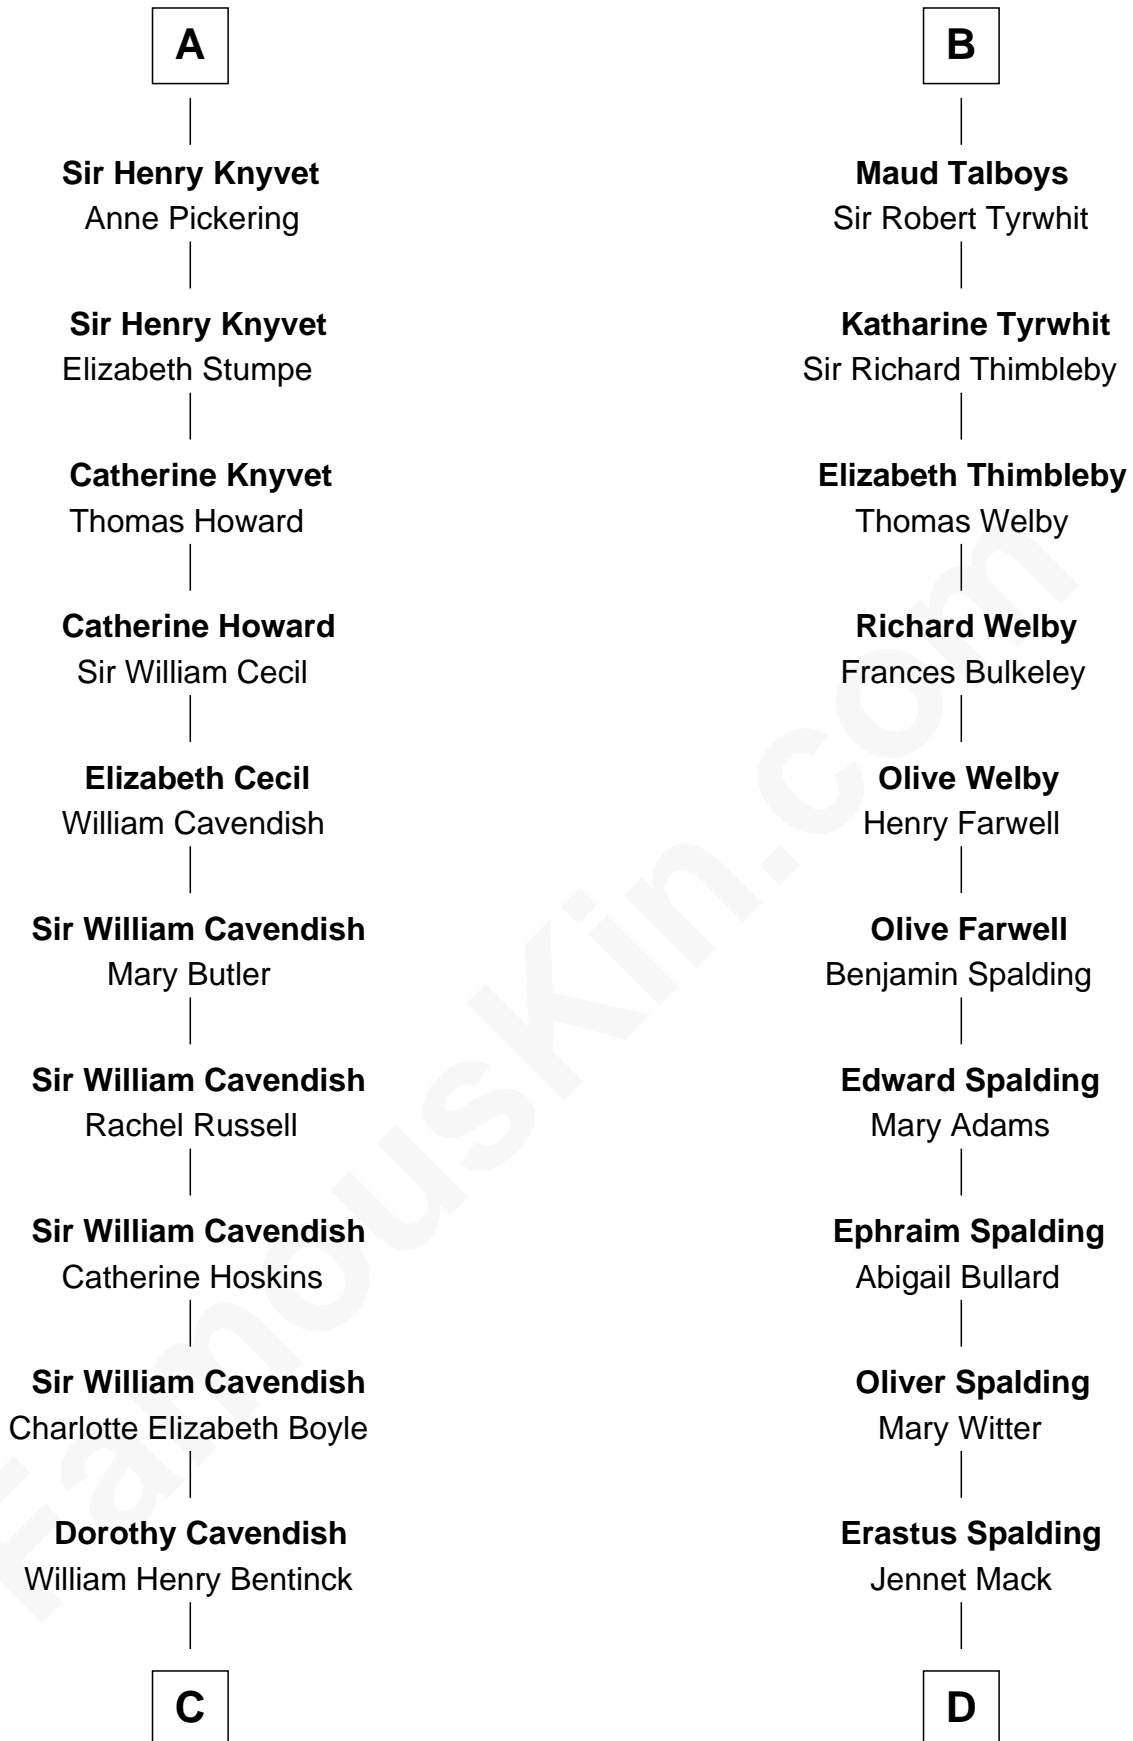 A
Sir Henry Knyvet
Anne Pickering
Sir Henry Knyvet
Elizabeth Stumpe
Catherine Knyvet
Thomas Howard
Catherine Howard
Sir William Cecil
Elizabeth Cecil
William Cavendish
Sir William Cavendish
Mary Butler
Sir William Cavendish
Rachel Russell
Sir William Cavendish
Catherine Hoskins
Sir William Cavendish
Charlotte Elizabeth Boyle
Dorothy Cavendish
William Henry Bentinck
C
B
Maud Talboys
Sir Robert Tyrwhit
Katharine Tyrwhit
Sir Richard Thimbleby
Elizabeth Thimbleby
Thomas Welby
Richard Welby
Frances Bulkeley
Olive Welby
Henry Farwell
Olive Farwell
Benjamin Spalding
Edward Spalding
Mary Adams
Ephraim Spalding
Abigail Bullard
Oliver Spalding
Mary Witter
Erastus Spalding
Jennet Mack
D
FamousKin.com